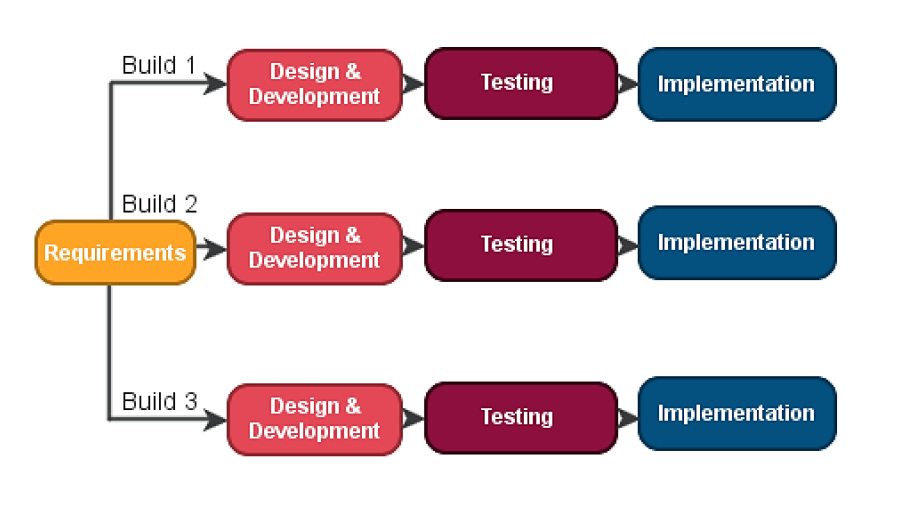 Build 1
Design &
Development
Testing
Implementation
Build 2
Requirements
Design &
Development
Testing
Implementation
Build 3
Design &
Development
Testing
Implementation